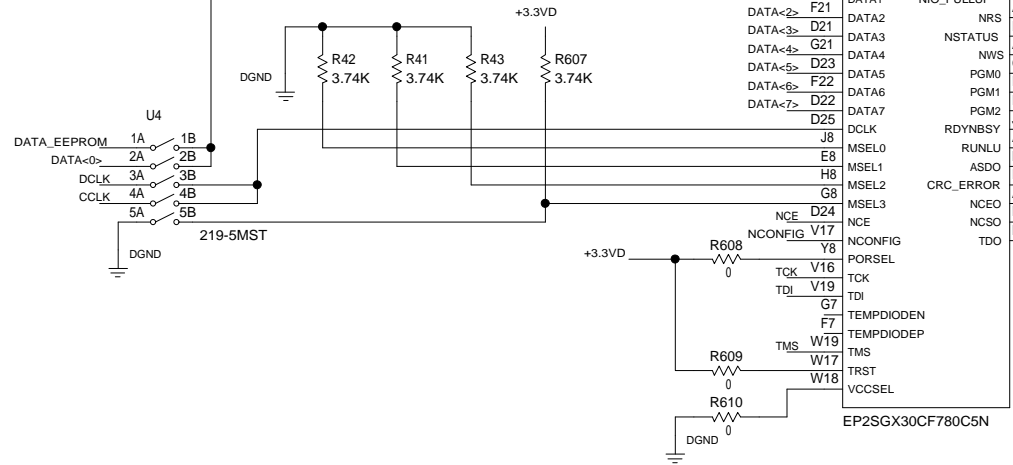 +3.3VD
R42
3.74K
R41
3.74K
R43
3.74K
R607
3.74K
DGND
U4
DATA_EEPROM 1A 1B
DATA<0> 2A 2B
DCLK 3A 3B
CCLK 4A 4B
5A 5B
219-5MST
DGND
DATA<2> F21 DATA2
DATA<3> D21 DATA3
DATA<4> G21 DATA4
DATA<5> D23 DATA5
DATA<6> F22 DATA6
DATA<7> D22 DATA7
D25 DCLK
J8 MSEL0
E8 MSEL1
H8 MSEL2
G8 MSEL3
NCE D24 NCE
NCONFIG V17 NCONFIG
+3.3VD R608 0 Y8 PORSEL
TCK V16 TCK
TDI V19 TDI
G7 TEMPDIODEN
F7 TEMPDIODEP
TMS W19 TMS
R609 0 W17 TRST
R610 0 W18 VCCSEL
DGND
NRS
NSTATUS
NWS
PGM0
PGM1
PGM2
RDYNBSY
RUNLU
ASDO
CRC_ERROR
NCEO
NCSO
TDO
EP2SGX30CF780C5N